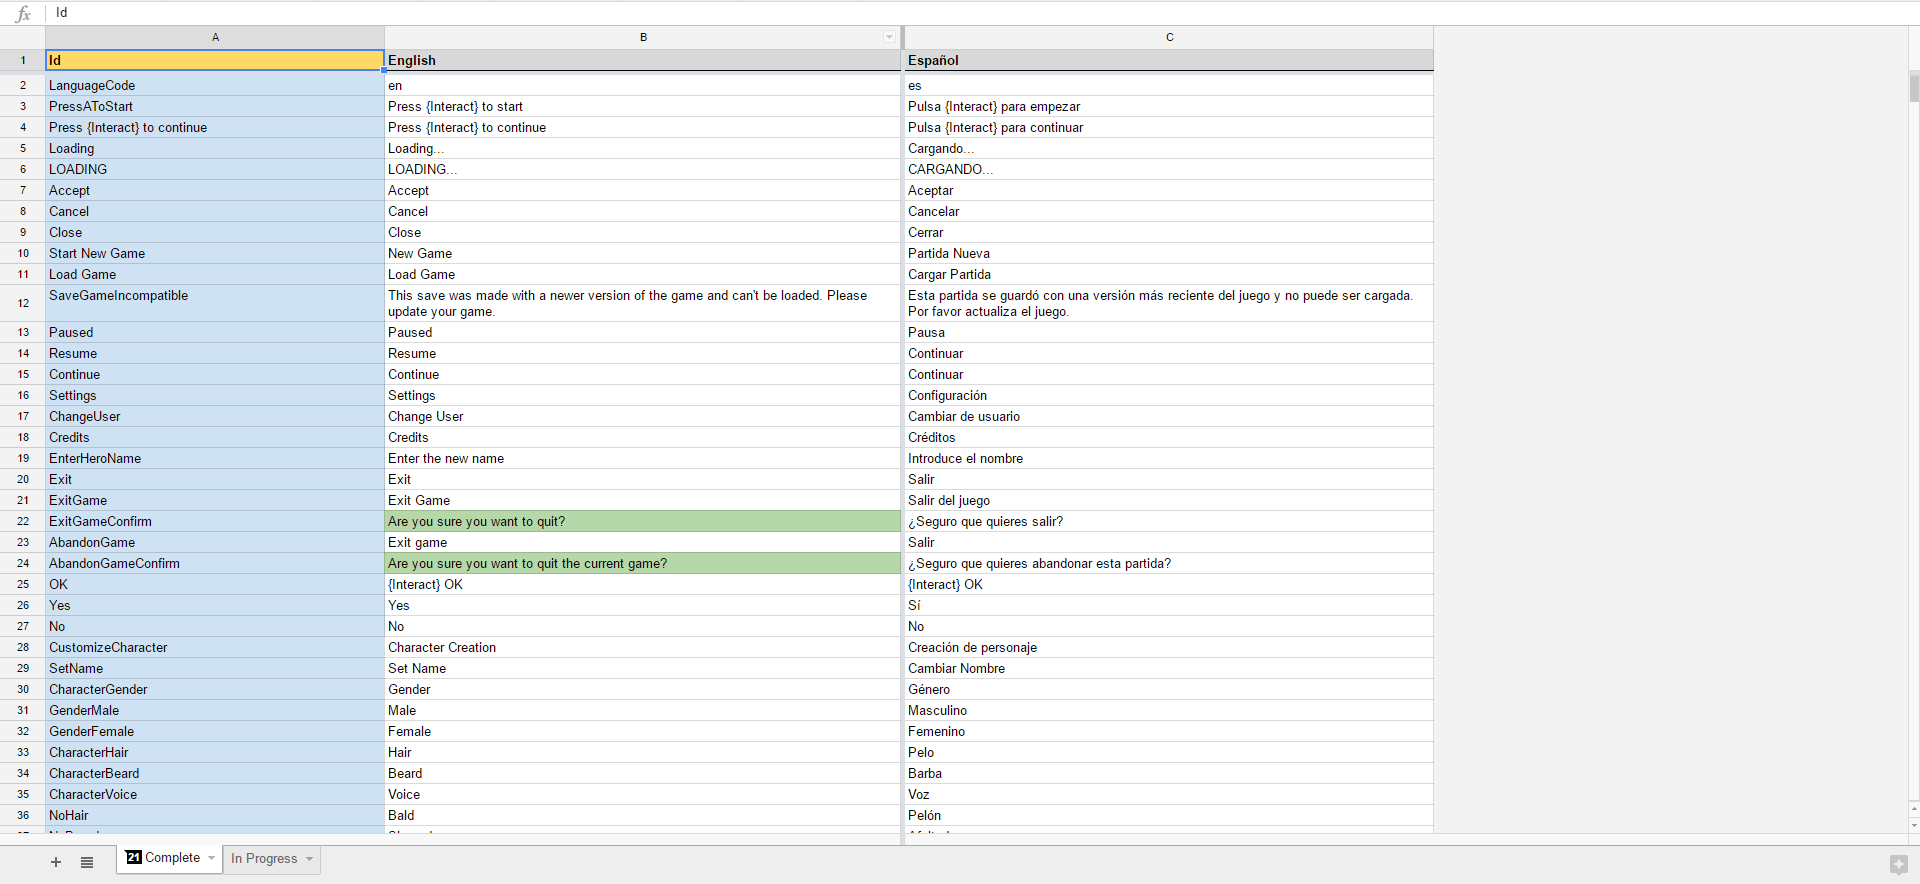 fx Id
A B C
1 Id English Español
2 LanguageCode en es
3 PressAToStart Press {Interact} to start Pulsa {Interact} para empezar
4 Press {Interact} to continue Press {Interact} to continue Pulsa {Interact} para continuar
5 Loading Loading... Cargando...
6 LOADING LOADING... CARGANDO...
7 Accept Accept Aceptar
8 Cancel Cancel Cancelar
9 Close Close Cerrar
10 Start New Game New Game Partida Nueva
11 Load Game Load Game Cargar Partida
12 SaveGameIncompatible This save was made with a newer version of the game and can't be loaded. Please Esta partida se guardó con una versión más reciente del juego y no puede ser cargada.
update your game. Por favor actualiza el juego.
13 Paused Paused Pausa
14 Resume Resume Continuar
15 Continue Continue Continuar
16 Settings Settings Configuración
17 ChangeUser Change User Cambiar de usuario
18 Credits Credits Créditos
19 EnterHeroName Enter the new name Introduce el nombre
20 Exit Exit Salir
21 ExitGame Exit Game Salir del juego
22 ExitGameConfirm Are you sure you want to quit? ¿Seguro que quieres salir?
23 AbandonGame Exit game Salir
24 AbandonGameConfirm Are you sure you want to quit the current game? ¿Seguro que quieres abandonar esta partida?
25 OK {Interact} OK {Interact} OK
26 Yes Yes Sí
27 No No No
28 CustomizeCharacter Character Creation Creación de personaje
29 SetName Set Name Cambiar Nombre
30 CharacterGender Gender Género
31 GenderMale Male Masculino
32 GenderFemale Female Femenino
33 CharacterHair Hair Pelo
34 CharacterBeard Beard Barba
35 CharacterVoice Voice Voz
36 NoHair Bald Pelón
21 Complete In Progress